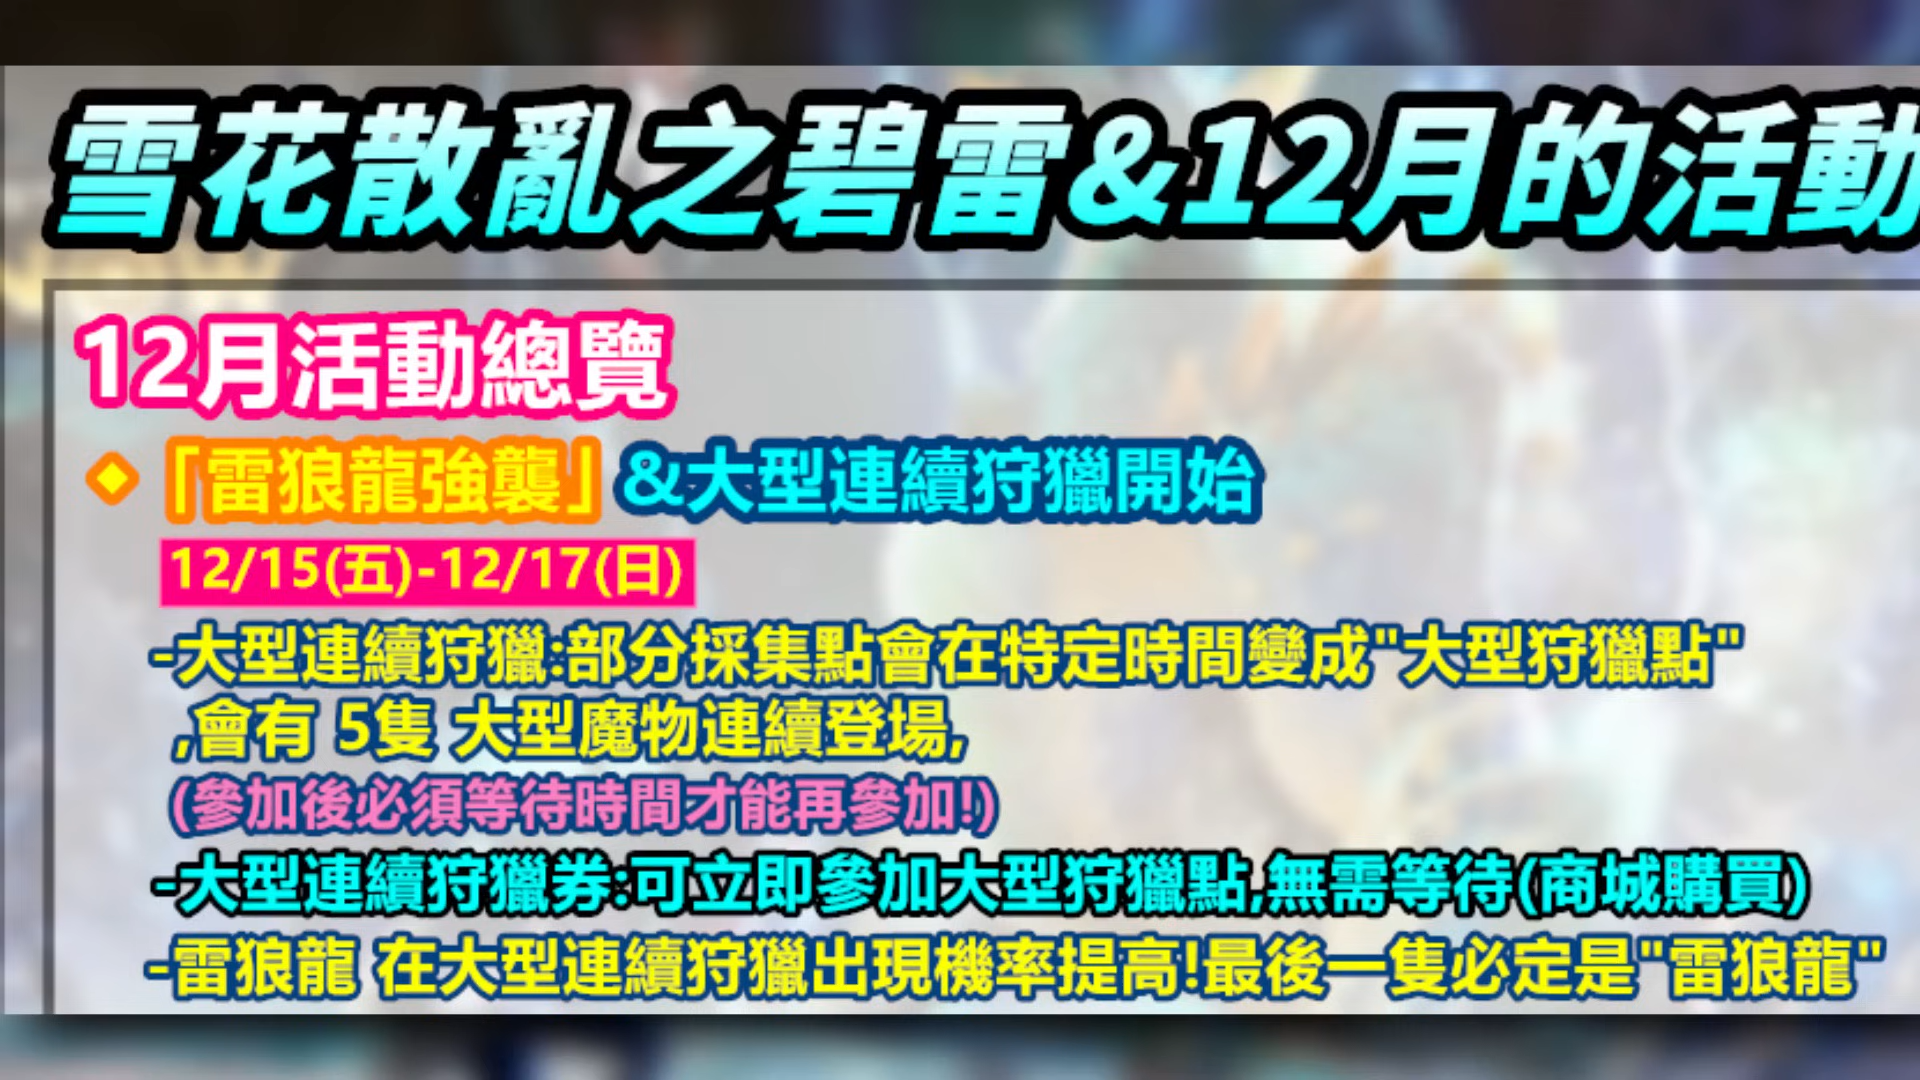 雪花散亂之碧雷&12月的活動
12月活動總覽
「雷狼龍強襲」&大型連續狩獵開始
12/15(五)-12/17(日)
-大型連續狩獵:部分採集點會在特定時間變成"大型狩獵點"
,會有 5隻 大型魔物連續登場,
(參加後必須等待時間才能再參加!)
-大型連續狩獵券:可立即參加大型狩獵點,無需等待(商城購買)
-雷狼龍 在大型連續狩獵出現機率提高!最後一隻必定是"雷狼龍"